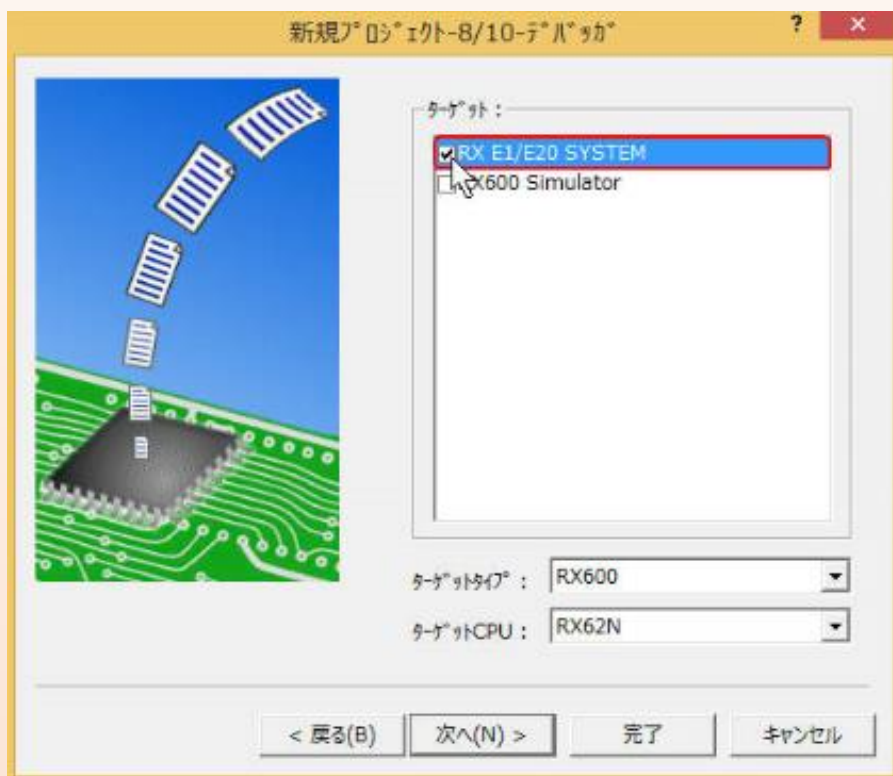 新規ﾌﾟﾛｼﾞｪｸﾄ-8/10-ﾃﾞﾊﾞｯｶﾞ
?
ﾀｰｹﾞｯﾄ :
RX E1/E20 SYSTEM
RX600 Simulator
ﾀｰｹﾞｯﾄﾀｲﾌﾟ : RX600
ﾀｰｹﾞｯﾄCPU : RX62N
< 戻る(B) 次へ(N) > 完了 ｷｬﾝｾﾙ